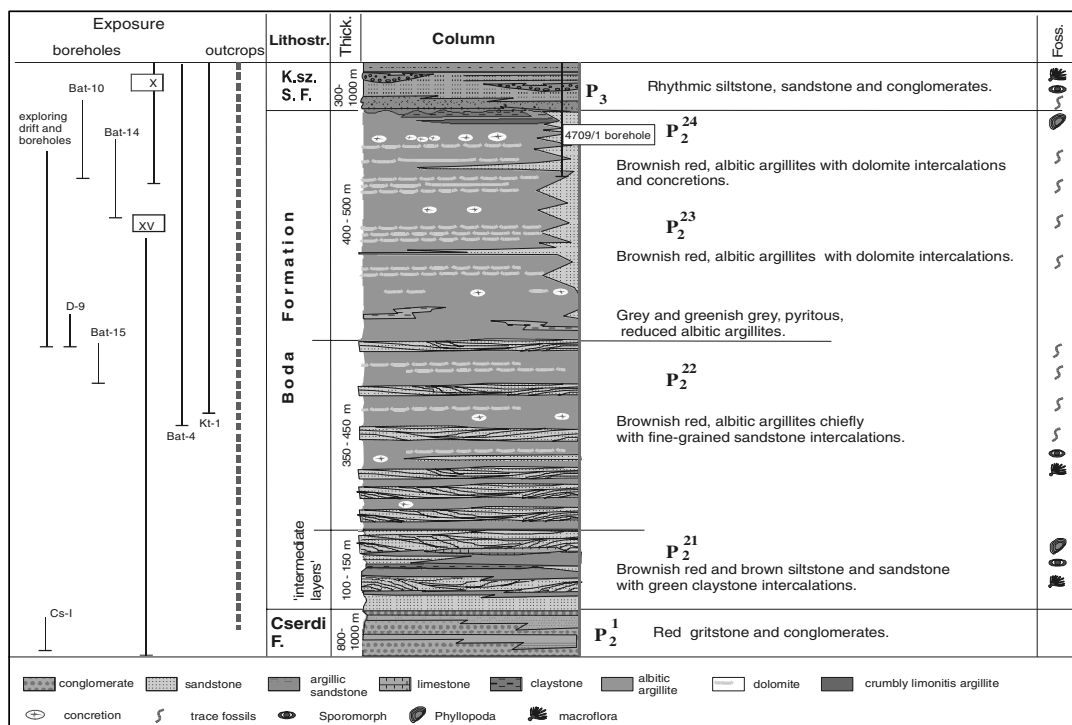 Exposure
boreholes
outcrops
Lithostr.
Thick.
Column
Foss.
X
Bat-10
exploring
drift and
boreholes
Bat-14
XV
D-9
Bat-15
Bat-4
Kt-1
Cs-I
K.sz.
S. F.
Boda Formation
'intermediate
layers'
Cserdi
F.
300-
1000 m
400 - 500 m
350 - 450 m
100 - 150 m
800-
1000 m
4709/1 borehole
P3
Rhythmic siltstone, sandstone and conglomerates.
P2^24
Brownish red, albitic argillites with dolomite intercalations
and concretions.
P2^23
Brownish red, albitic argillites with dolomite intercalations.
Grey and greenish grey, pyritous,
reduced albitic argillites.
P2^22
Brownish red, albitic argillites chiefly
with fine-grained sandstone intercalations.
P2^21
Brownish red and brown siltstone and sandstone
with green claystone intercalations.
P2^1
Red gritstone and conglomerates.
conglomerate
sandstone
argillic
sandstone
limestone
claystone
albitic
argillite
dolomite
crumbly limonitis argillite
concretion
trace fossils
Sporomorph
Phyllopoda
macroflora